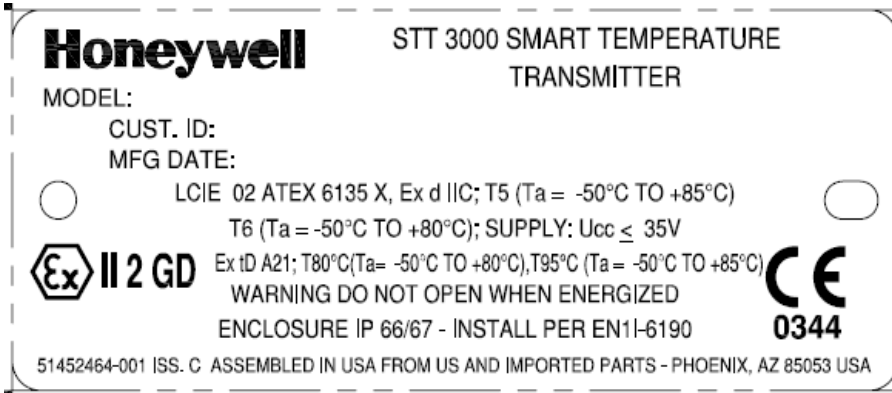 Honeywell
STT 3000 SMART TEMPERATURE
TRANSMITTER
MODEL:
CUST. ID:
MFG DATE:
LCIE 02 ATEX 6135 X, Ex d IIC; T5 (Ta = -50°C TO +85°C)
T6 (Ta = -50°C TO +80°C); SUPPLY: Ucc ≤ 35V
Ex II 2 GD
Ex tD A21; T80°C(Ta= -50°C TO +80°C),T95°C (Ta = -50°C TO +85°C)
WARNING DO NOT OPEN WHEN ENERGIZED
ENCLOSURE IP 66/67 - INSTALL PER EN1I-6190
CE
0344
51452464-001 ISS. C ASSEMBLED IN USA FROM US AND IMPORTED PARTS - PHOENIX, AZ 85053 USA